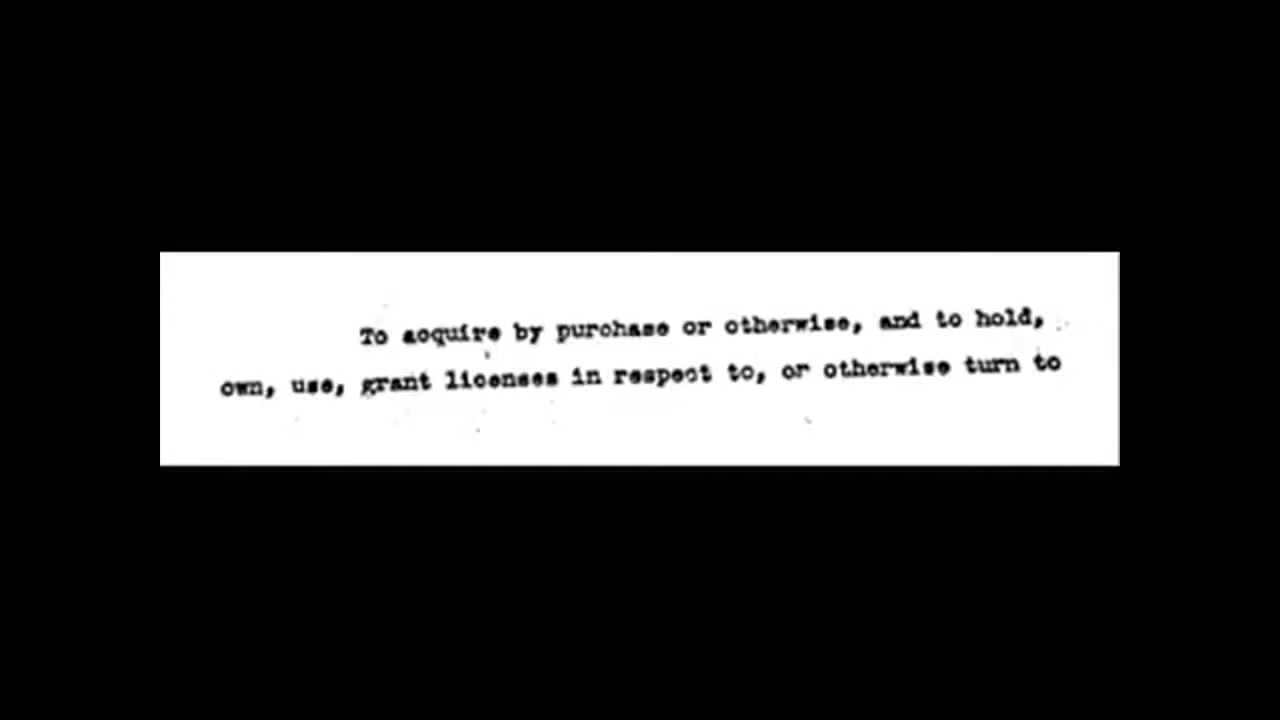 To acquire by purchase or otherwise, and to hold,
own, use, grant licenses in respect to, or otherwise turn to